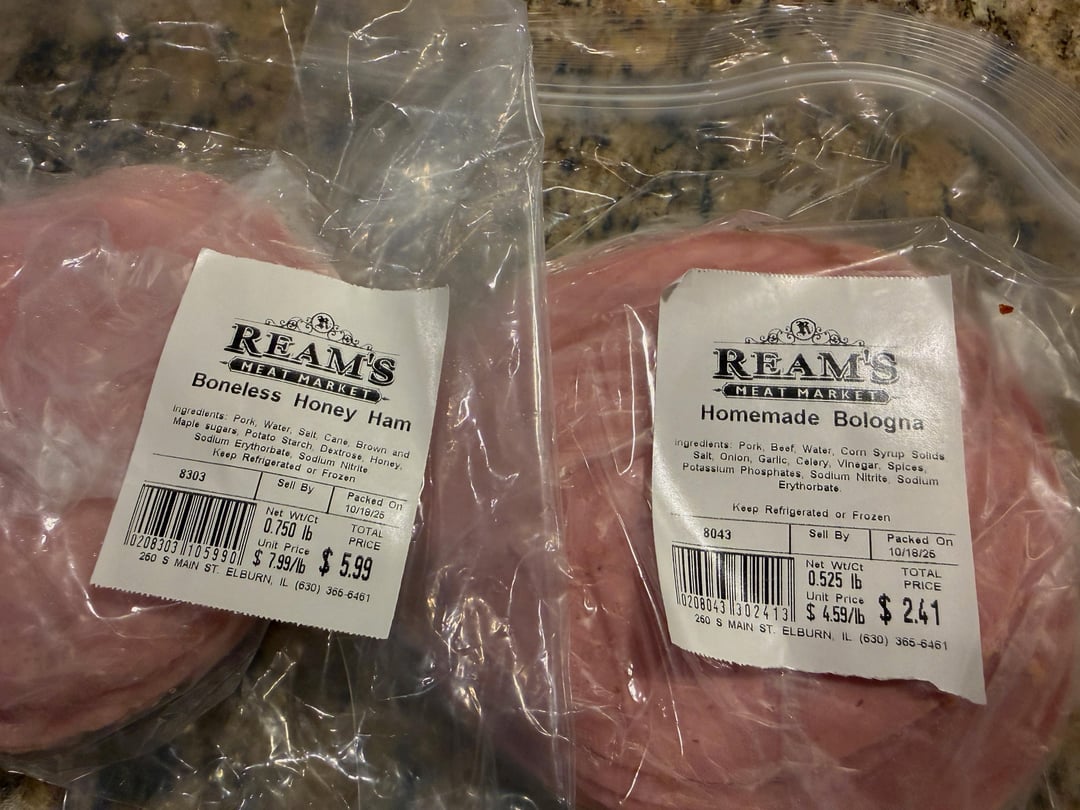 R
REAM'S
MEAT MARKET
Boneless Honey Ham
Ingredients: Pork, Water, Salt, Cane, Brown and
Maple sugars, Potato Starch, Dextrose, Honey,
Sodium Erythorbate, Sodium Nitrite
Keep Refrigerated or Frozen
8303
Sell By
Packed On
10/18/25
Net Wt/Ct
0.750 lb
Unit Price
$ 7.99/lb
TOTAL
PRICE
$ 5.99
0208303 105990
260 S MAIN ST. ELBURN, IL (630) 365-6461
R
REAM'S
MEAT MARKET
Homemade Bologna
Ingredients: Pork, Beef, Water, Corn Syrup Solids
Salt, Onion, Garlic, Celery, Vinegar, Spices,
Potassium Phosphates, Sodium Nitrite, Sodium
Erythorbate.
Keep Refrigerated or Frozen
8043
Sell By
Packed On
10/18/25
Net Wt/Ct
0.525 lb
Unit Price
$ 4.59/lb
TOTAL
PRICE
$ 2.41
0208043 302413
260 S MAIN ST. ELBURN, IL (630) 365-6461